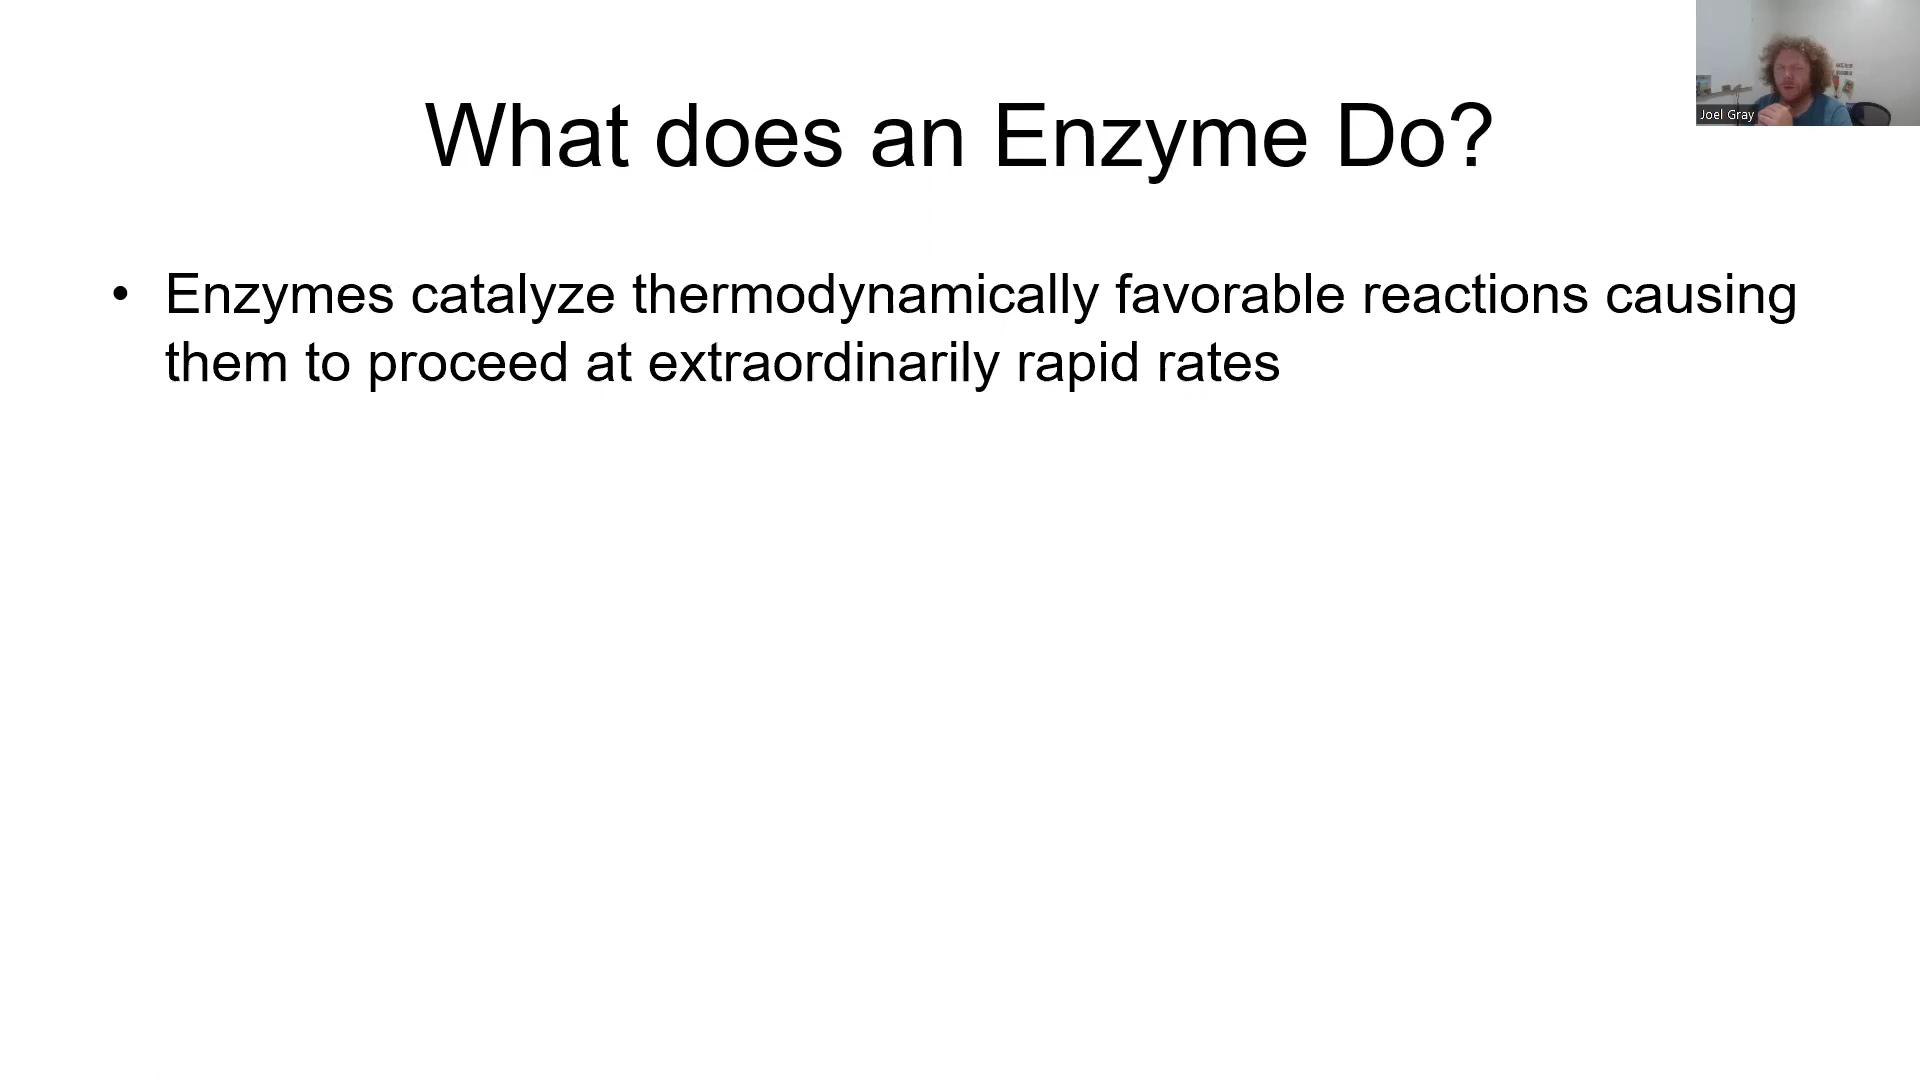 What does an Enzyme Do?
Joel Gray
• Enzymes catalyze thermodynamically favorable reactions causing
them to proceed at extraordinarily rapid rates